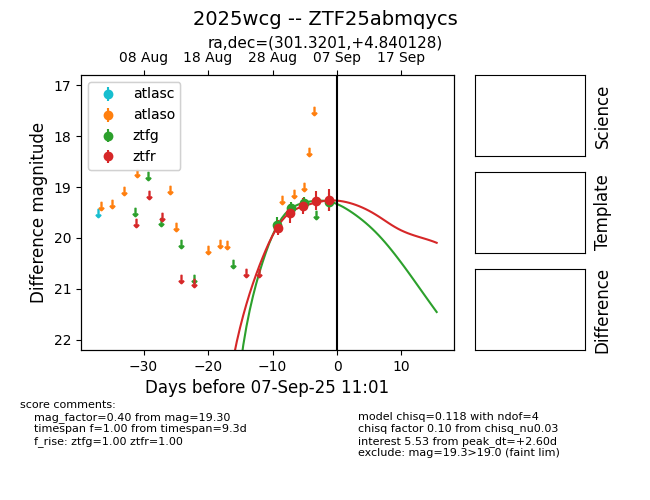 2025wcg -- ZTF25abmqycs
ra,dec=(301.3201,+4.840128)
08 Aug 18 Aug 28 Aug 07 Sep 17 Sep
17
18
19
20
21
22
Difference magnitude
atlasc
atlaso
ztfg
ztfr
−30 −20 −10 0 10
Days before 07-Sep-25 11:01
Science
Template
Difference
score comments:
mag_factor=0.40 from mag=19.30
timespan f=1.00 from timespan=9.3d
f_rise: ztfg=1.00 ztfr=1.00
model chisq=0.118 with ndof=4
chisq factor 0.10 from chisq_nu0.03
interest 5.53 from peak_dt=+2.60d
exclude: mag=19.3>19.0 (faint lim)